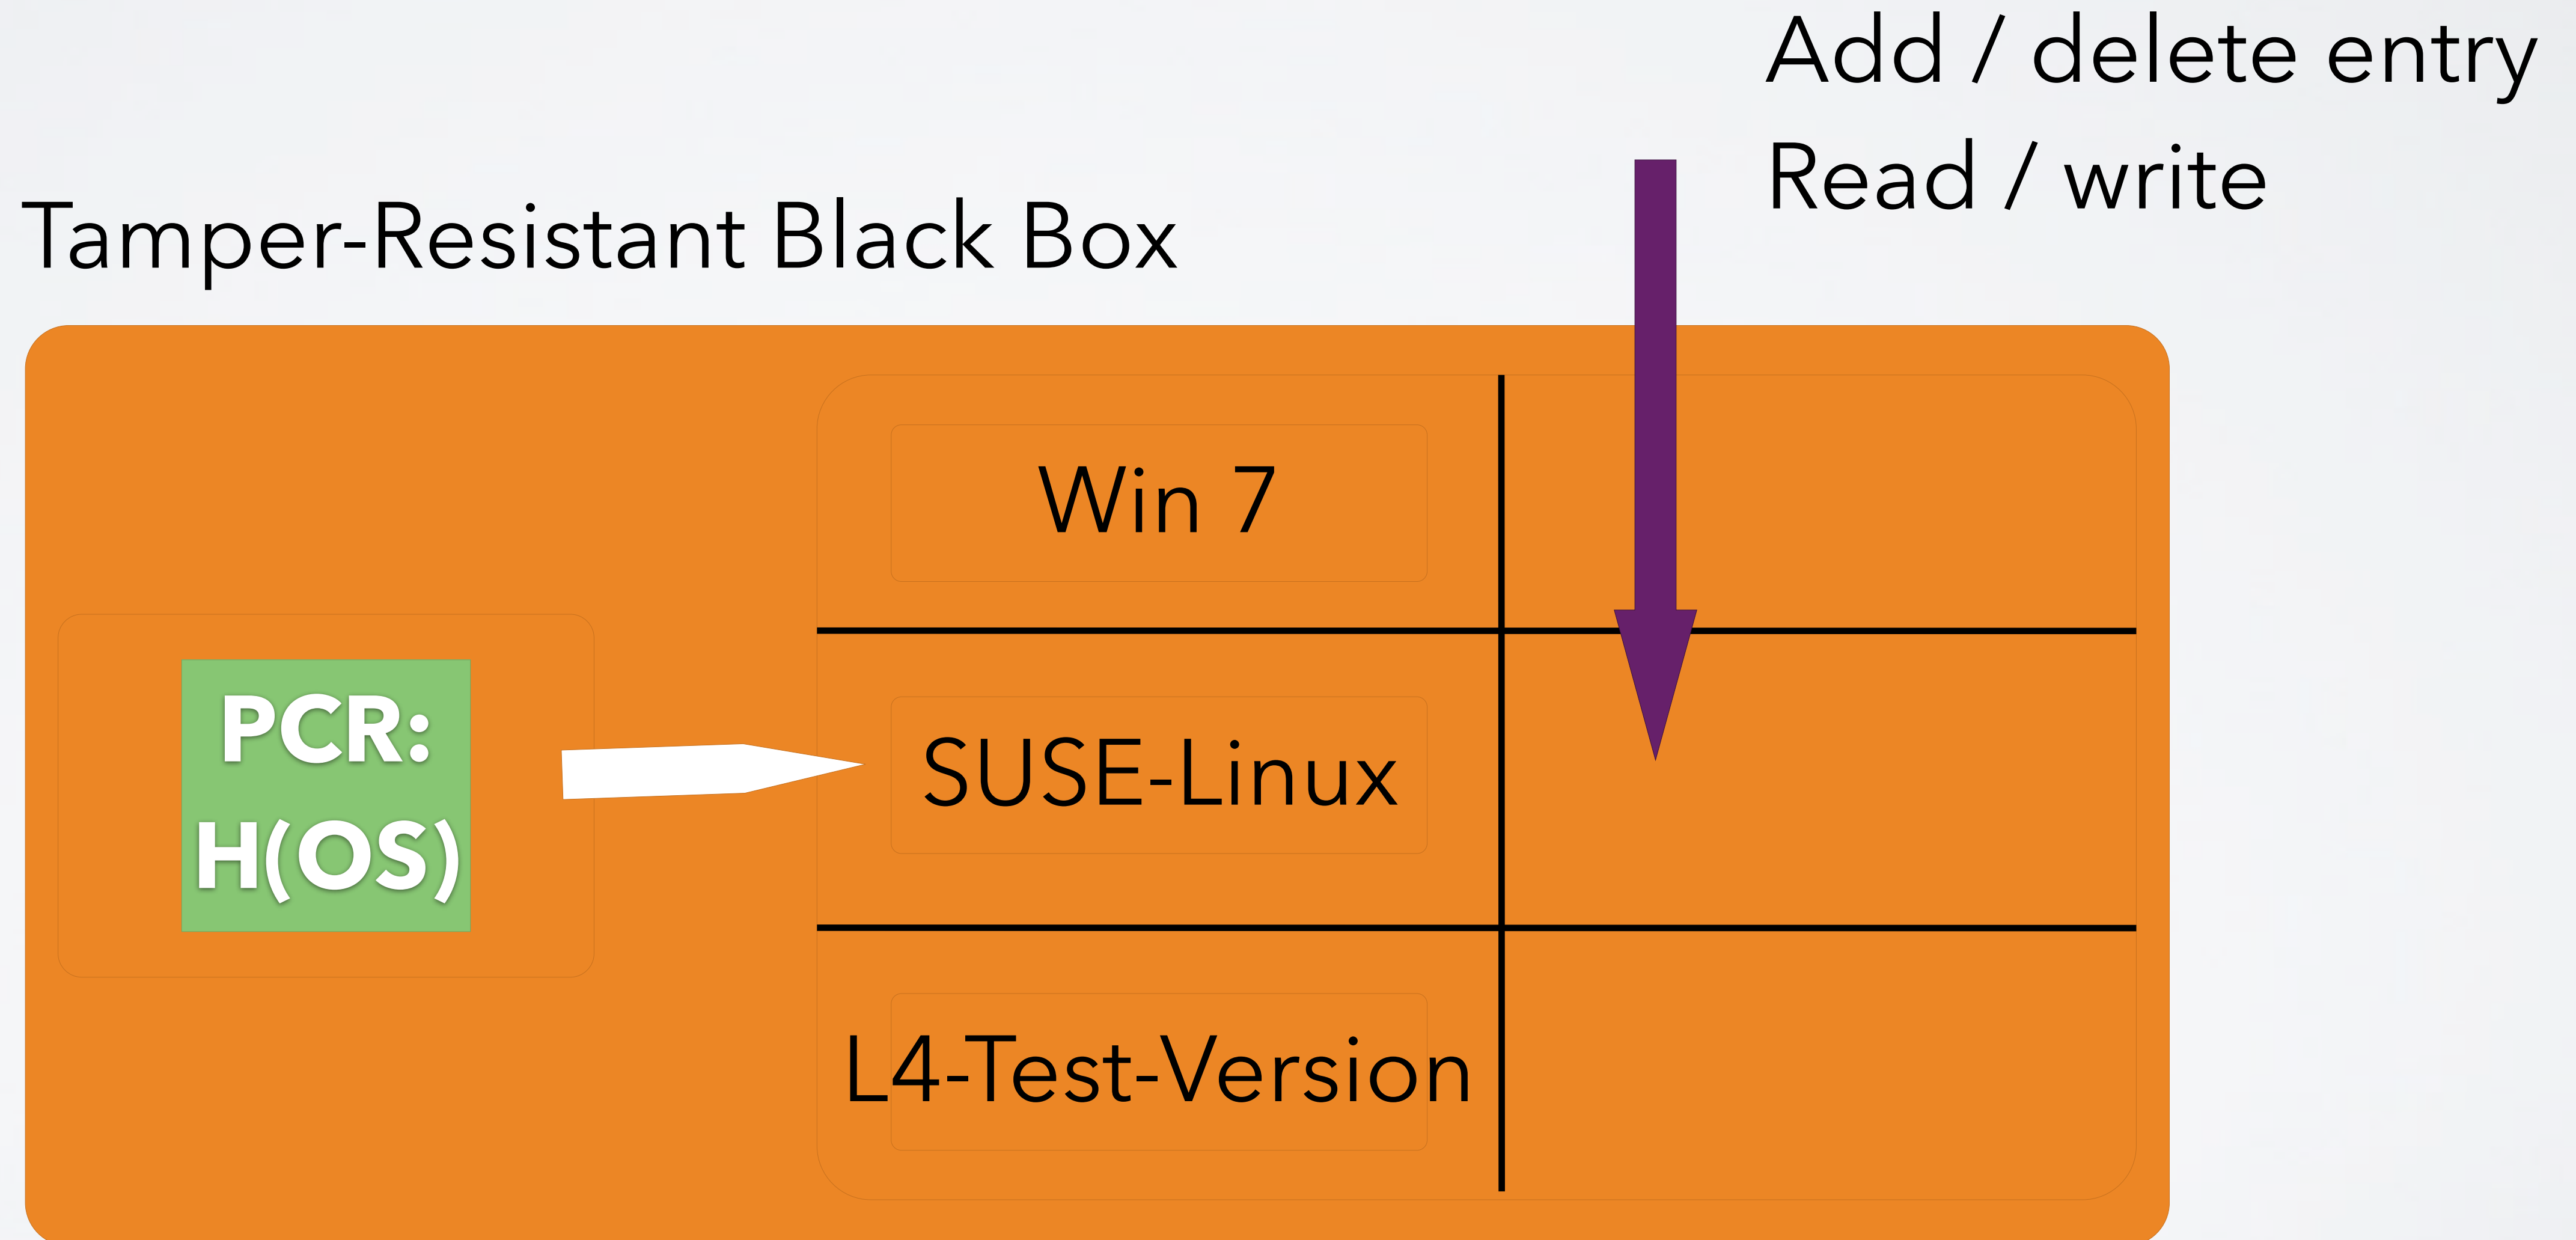 Add / delete entry
Read / write
Tamper-Resistant Black Box
Win 7
PCR:
H(OS)
SUSE-Linux
L4-Test-Version